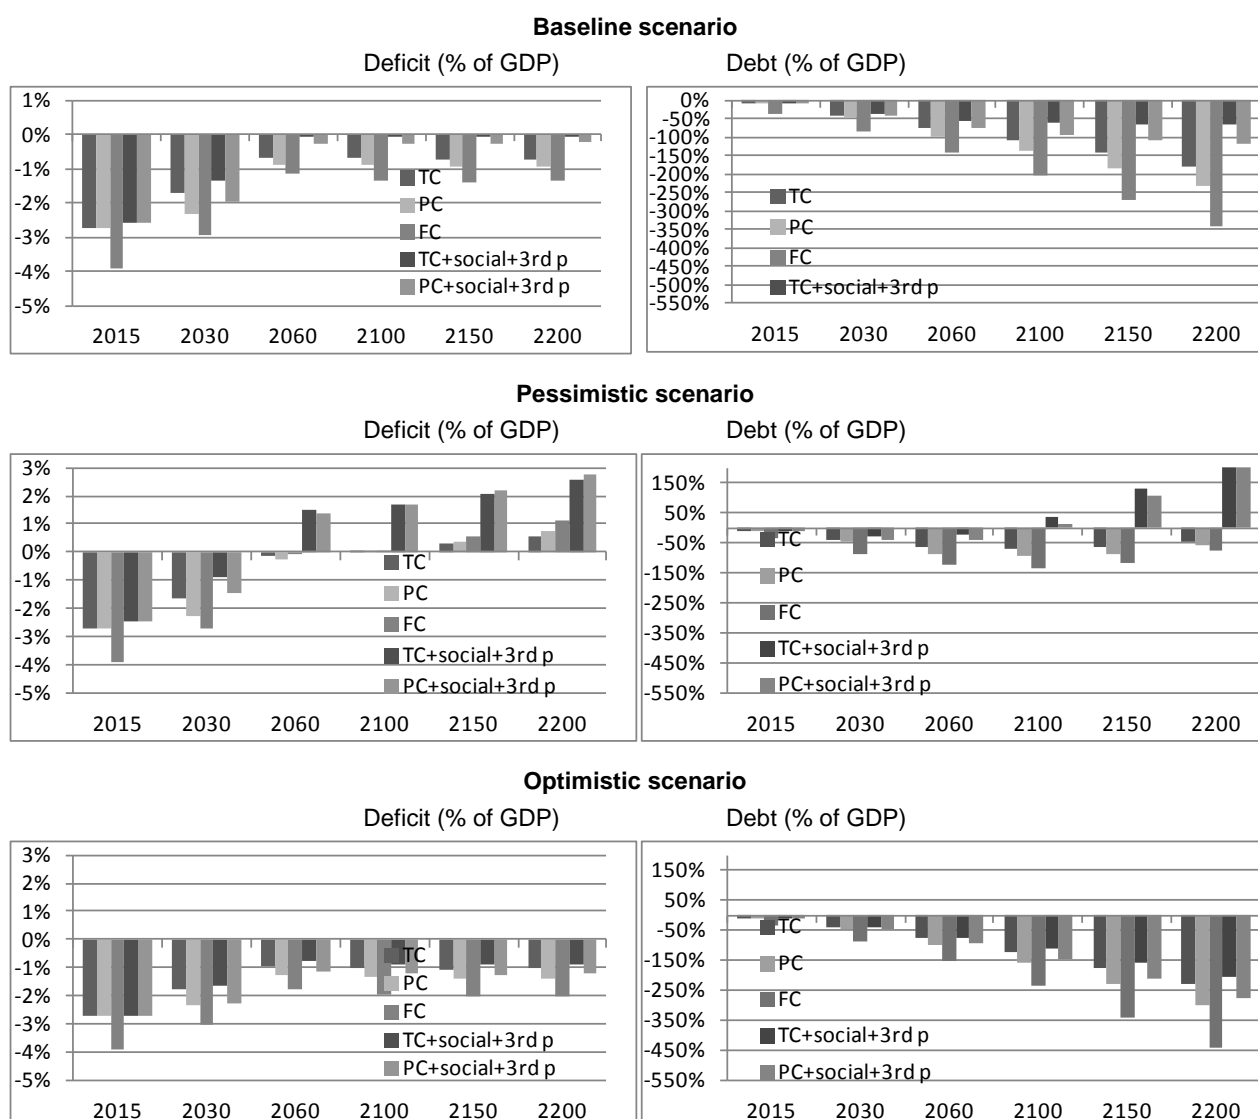 Baseline scenario
Deficit (% of GDP)
1%
0%
-1%
-2%
-3%
-4%
-5%
TC
PC
FC
TC+social+3rd p
PC+social+3rd p
2015 2030 2060 2100 2150 2200
Debt (% of GDP)
0%
-50%
-100%
-150%
-200%
-250%
-300%
-350%
-400%
-450%
-500%
-550%
TC
PC
FC
TC+social+3rd p
2015 2030 2060 2100 2150 2200
Pessimistic scenario
Deficit (% of GDP)
3%
2%
1%
0%
-1%
-2%
-3%
-4%
-5%
TC
PC
FC
TC+social+3rd p
PC+social+3rd p
2015 2030 2060 2100 2150 2200
Debt (% of GDP)
150%
50%
-50%
-150%
-250%
-350%
-450%
-550%
TC
PC
FC
TC+social+3rd p
PC+social+3rd p
2015 2030 2060 2100 2150 2200
Optimistic scenario
Deficit (% of GDP)
3%
2%
1%
0%
-1%
-2%
-3%
-4%
-5%
TC
PC
FC
TC+social+3rd p
PC+social+3rd p
2015 2030 2060 2100 2150 2200
Debt (% of GDP)
150%
50%
-50%
-150%
-250%
-350%
-450%
-550%
TC
PC
FC
TC+social+3rd p
PC+social+3rd p
2015 2030 2060 2100 2150 2200